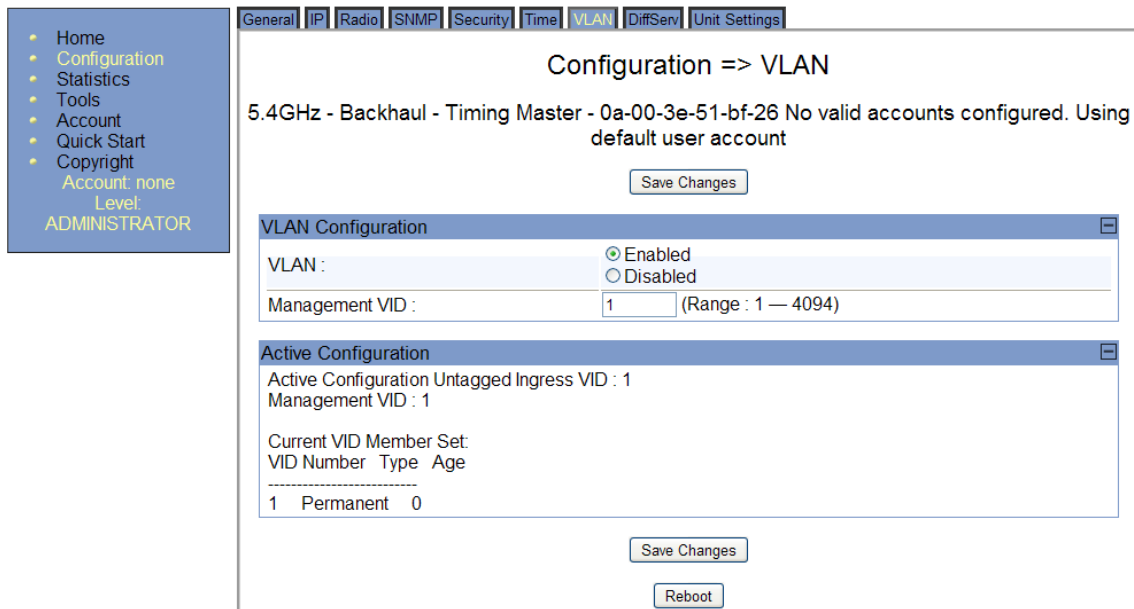 Home
Configuration
Statistics
Tools
Account
Quick Start
Copyright
Account: none
Level:
ADMINISTRATOR
General IP Radio SNMP Security Time VLAN DiffServ Unit Settings
Configuration => VLAN
5.4GHz - Backhaul - Timing Master - 0a-00-3e-51-bf-26 No valid accounts configured. Using
default user account
Save Changes
VLAN Configuration
VLAN :
Enabled
Disabled
Management VID : 1 (Range : 1 — 4094)
Active Configuration
Active Configuration Untagged Ingress VID : 1
Management VID : 1
Current VID Member Set:
VID Number Type Age
--------------------------
1 Permanent 0
Save Changes
Reboot